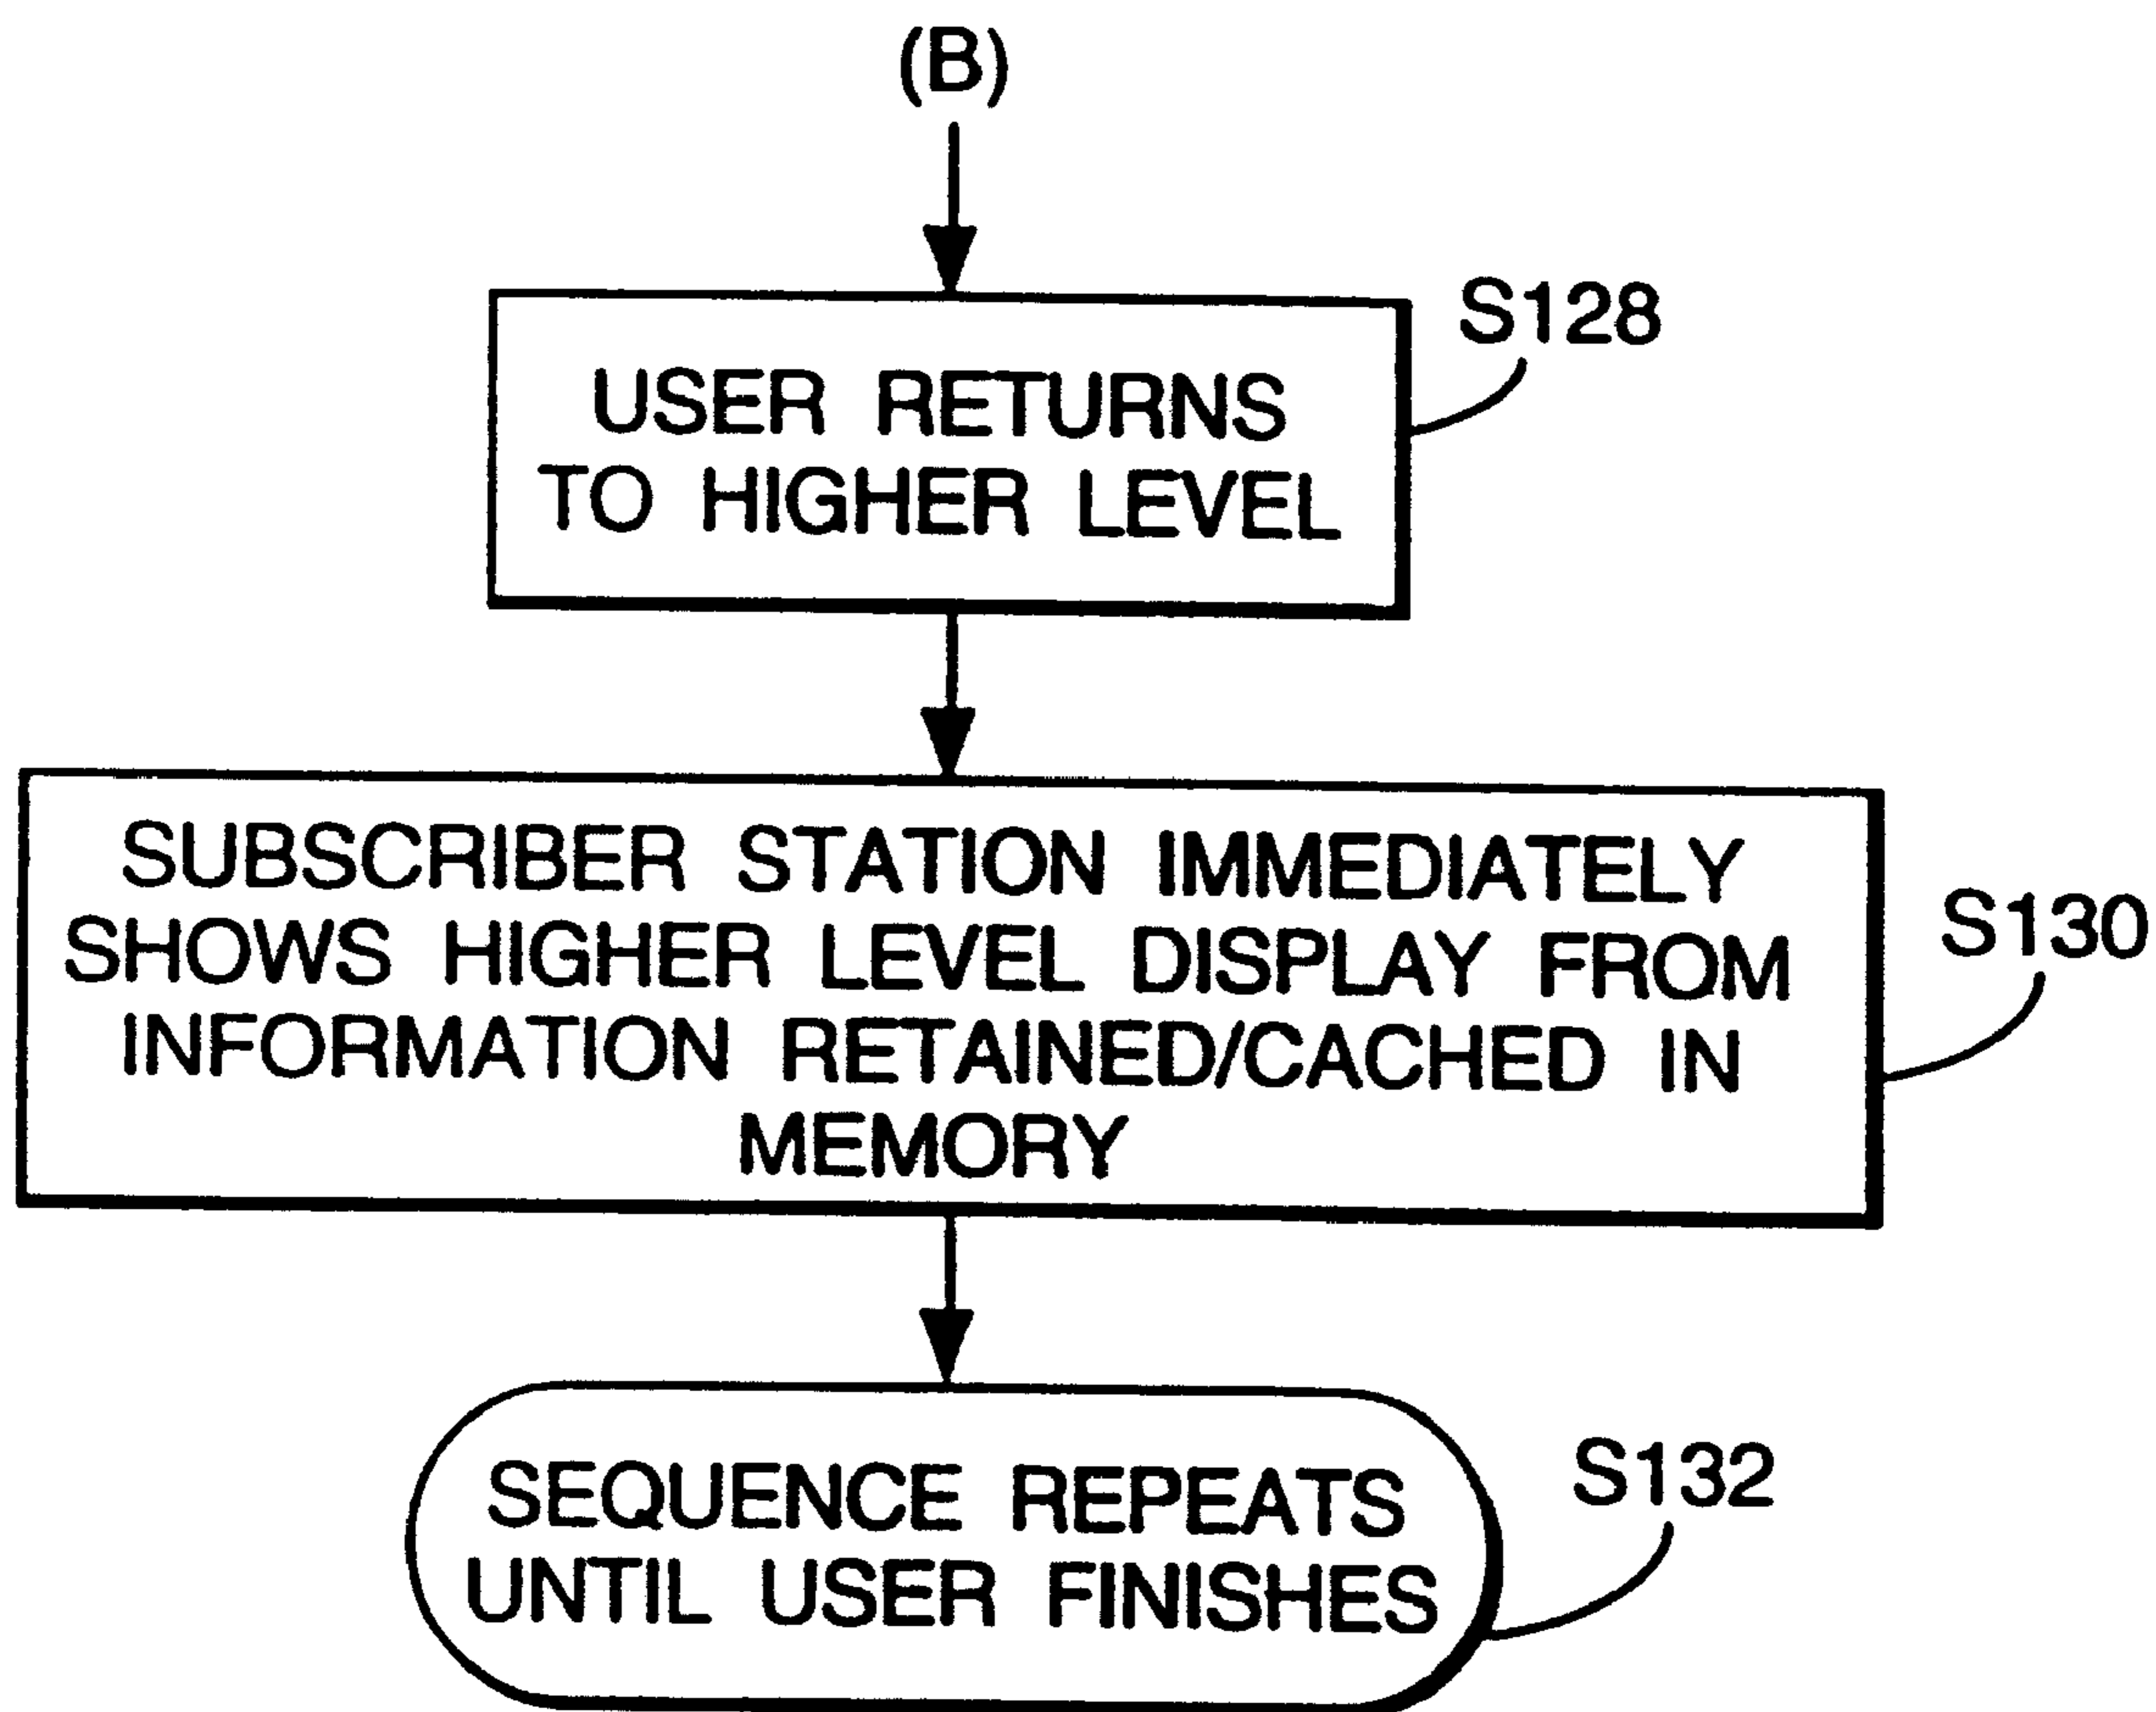 (B)
S128
USER RETURNS
TO HIGHER LEVEL
SUBSCRIBER STATION IMMEDIATELY
SHOWS HIGHER LEVEL DISPLAY FROM
INFORMATION RETAINED/CACHED IN
MEMORY
S130
SEQUENCE REPEATS
UNTIL USER FINISHES
S132